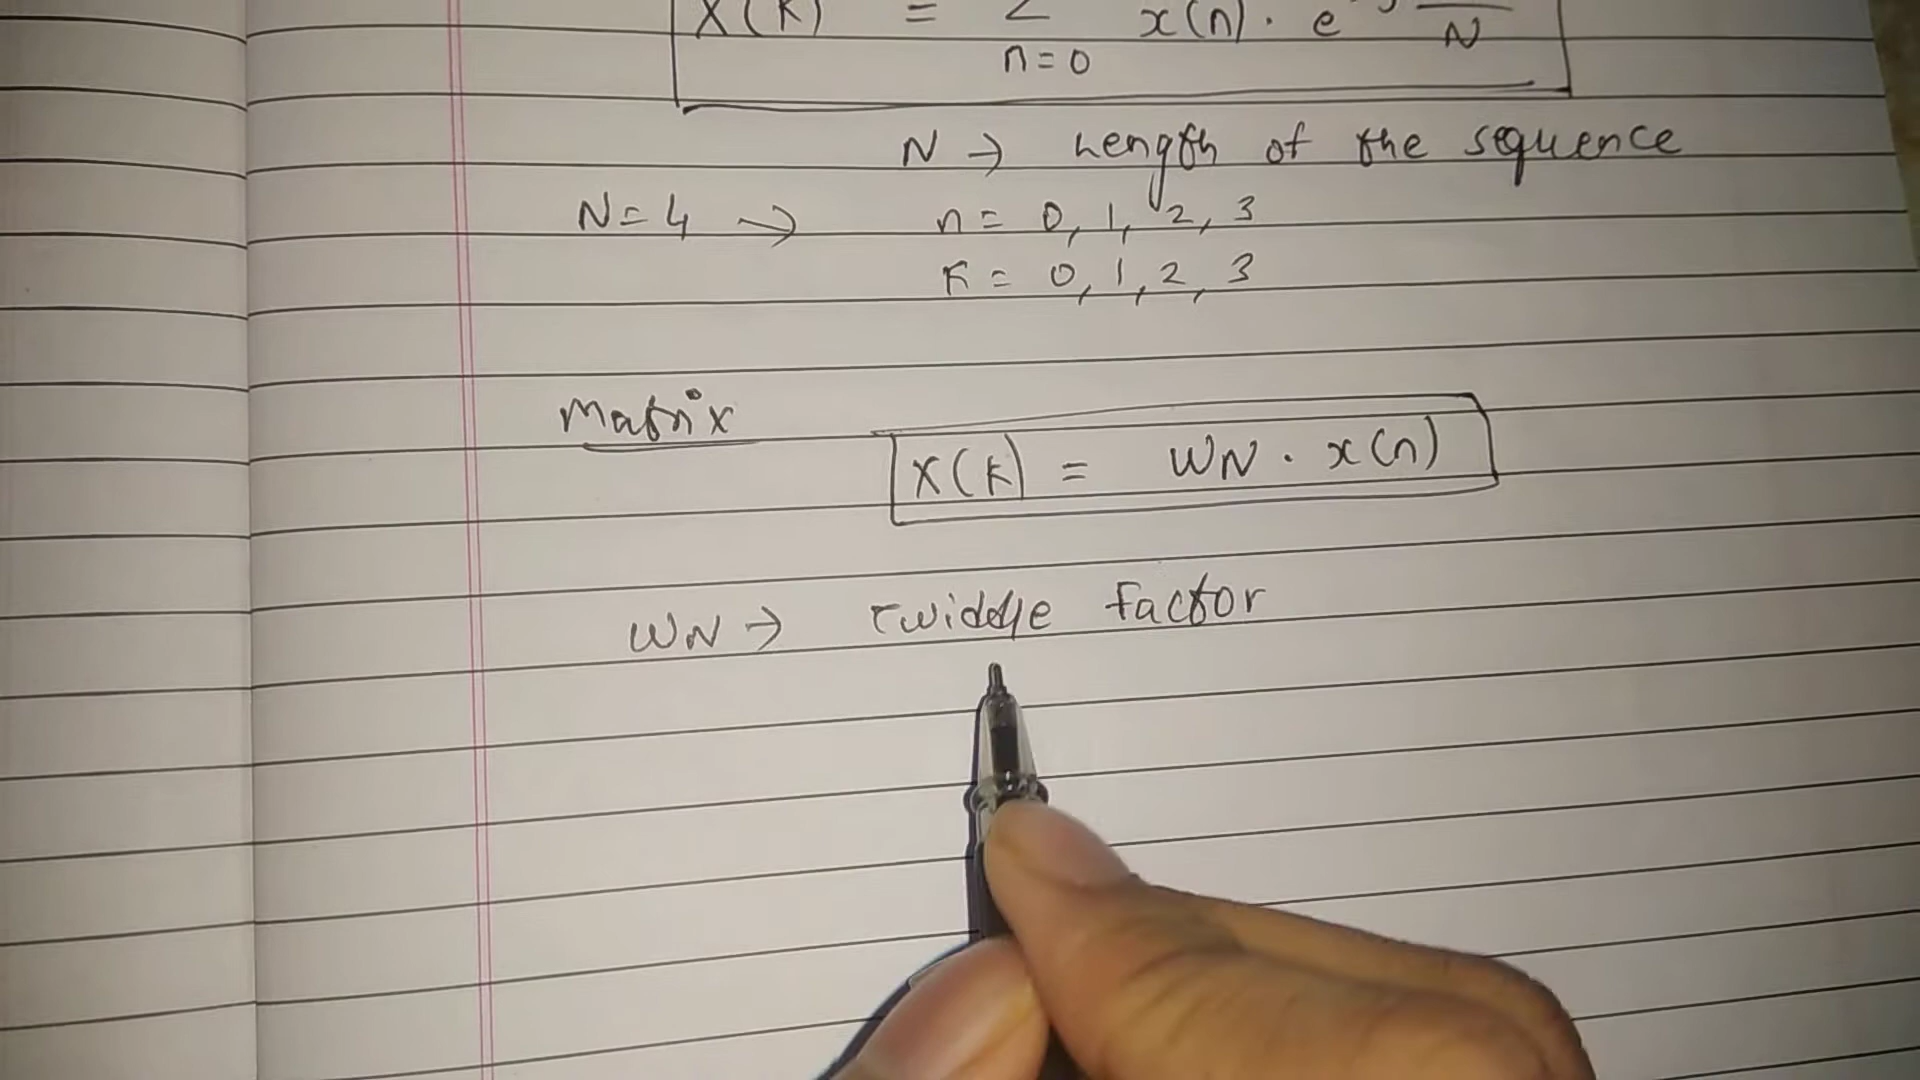 X(K) = Σ x(n) · e^-j N
n=0
N → Length of the sequence
N=4 → n = 0, 1, 2, 3
K = 0, 1, 2, 3
Matrix X(K) = WN · x(n)
WN → Twiddle factor